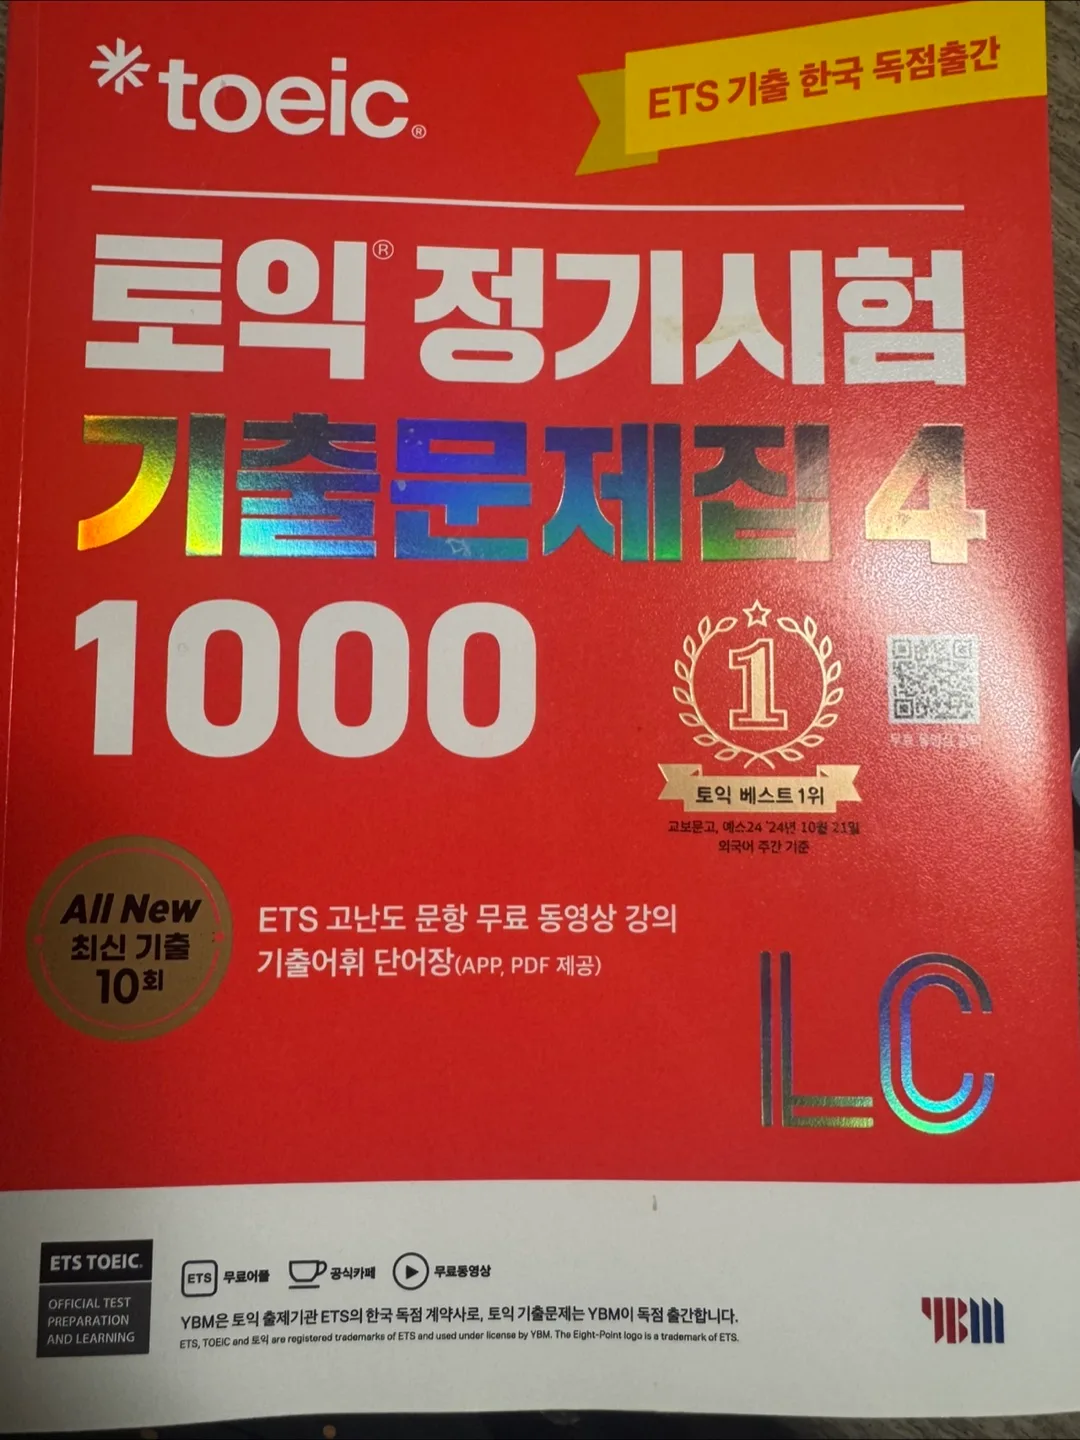 toeic®
ETS 기출 한국 독점출간
토익® 정기시험
기출문제집 4
1000
1
토익 베스트 1위
교보문고, 예스24 '24년 10월 21일
외국어 주간 기준
무료 동영상 강의
All New
최신 기출
10회
ETS 고난도 문항 무료 동영상 강의
기출어휘 단어장(APP, PDF 제공)
LC
ETS TOEIC®
OFFICIAL TEST
PREPARATION
AND LEARNING
ETS 무료어플 공식카페 무료동영상
YBM은 토익 출제기관 ETS의 한국 독점 계약사로, 토익 기출문제는 YBM이 독점 출간합니다.
ETS, TOEIC and 토익 are registered trademarks of ETS and used under license by YBM. The Eight-Point logo is a trademark of ETS.
YBM